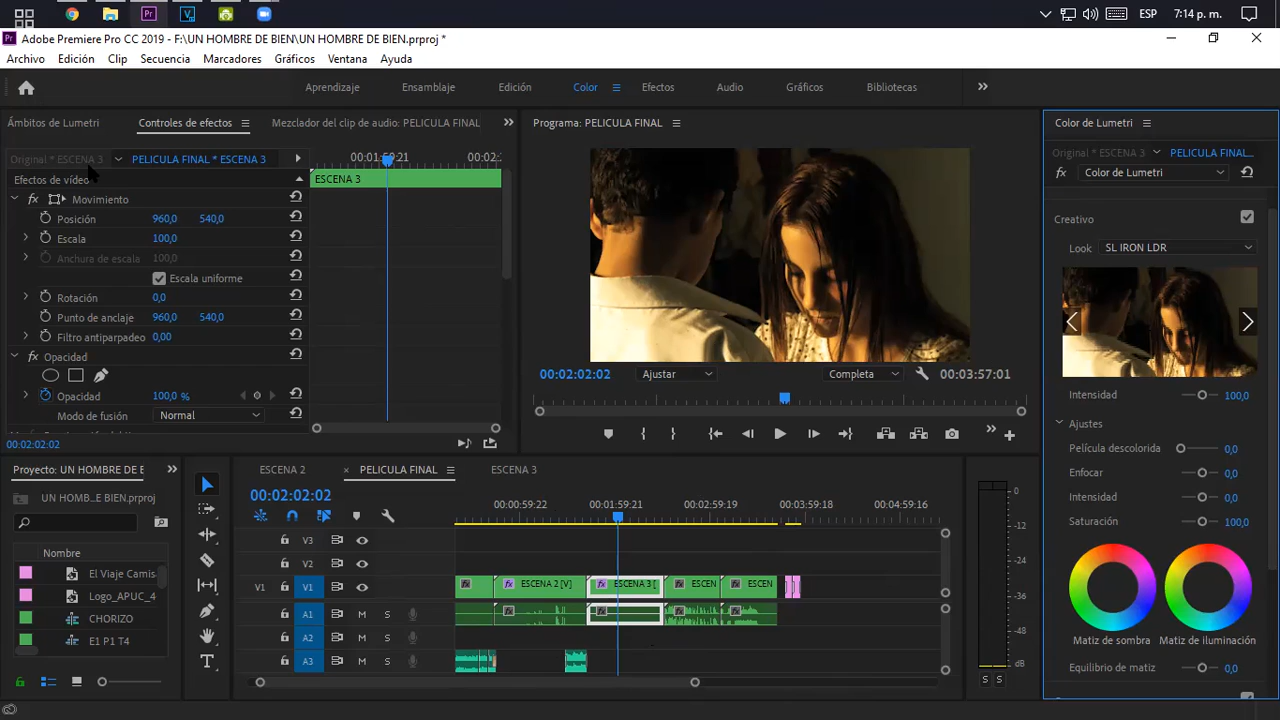 ESP
7:14 p. m.
Adobe Premiere Pro CC 2019 - F:\UN HOMBRE DE BIEN\UN HOMBRE DE BIEN.prproj *
Archivo Edición Clip Secuencia Marcadores Gráficos Ventana Ayuda
Aprendizaje Ensamblaje Edición Color Efectos Audio Gráficos Bibliotecas
Ámbitos de Lumetri Controles de efectos Mezclador del clip de audio: PELICULA FINAL
Original * ESCENA 3 PELICULA FINAL * ESCENA 3
00:01:59:21 00:02:
Efectos de vídeo
ESCENA 3
Movimiento
Posición 960,0 540,0
Escala 100,0
Anchura de escala 100,0
Escala uniforme
Rotación 0,0
Punto de anclaje 960,0 540,0
Filtro antiparpadeo 0,00
Opacidad
Opacidad 100,0 %
Modo de fusión Normal
00:02:02:02
Programa: PELICULA FINAL
00:02:02:02 Ajustar Completa 00:03:57:01
Color de Lumetri
Original * ESCENA 3 PELICULA FINAL...
fx Color de Lumetri
Creativo
Look SL IRON LDR
Intensidad 100,0
Ajustes
Película descolorida 0,0
Enfocar 0,0
Intensidad 0,0
Saturación 100,0
Matiz de sombra Matiz de iluminación
Equilibrio de matiz 0,0
Proyecto: UN HOMBRE DE B
UN HOMB...E BIEN.prproj
Nombre
El Viaje Camis
Logo_APUC_4
CHORIZO
E1 P1 T4
ESCENA 2 PELICULA FINAL ESCENA 3
00:02:02:02
00:00:59:22 00:01:59:21 00:02:59:19 00:03:59:18 00:04:59:16
V3
V2
V1 V1 ESCENA 2 [V] ESCENA 3 [ ESCEN ESCEN
A1 M S
A2 M S
A3 M S
0
-12
-24
-36
-48
dB
S S